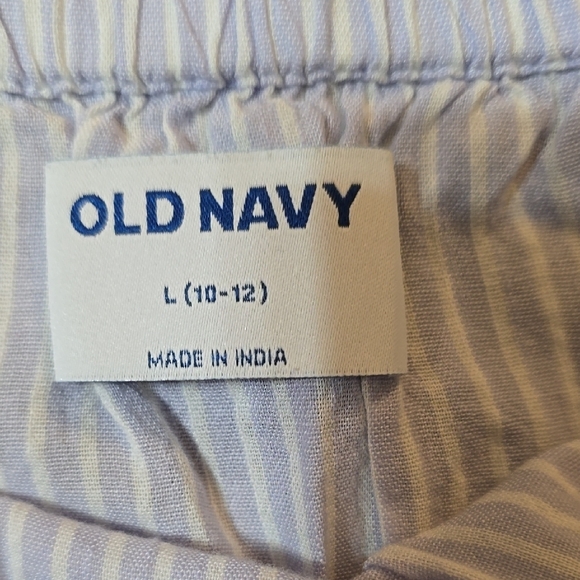 OLD NAVY
L (10-12)
MADE IN INDIA